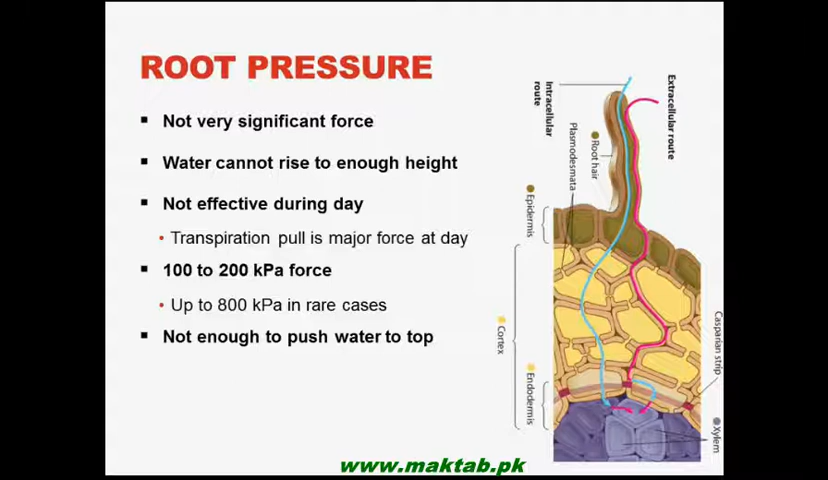 ROOT PRESSURE
Not very significant force
Water cannot rise to enough height
Not effective during day
Transpiration pull is major force at day
100 to 200 kPa force
Up to 800 kPa in rare cases
Not enough to push water to top
Intracellular
route
Extracellular route
Plasmodesmata
Root hair
Epidermis
Cortex
Endodermis
Casparian strip
Xylem
www.maktab.pk